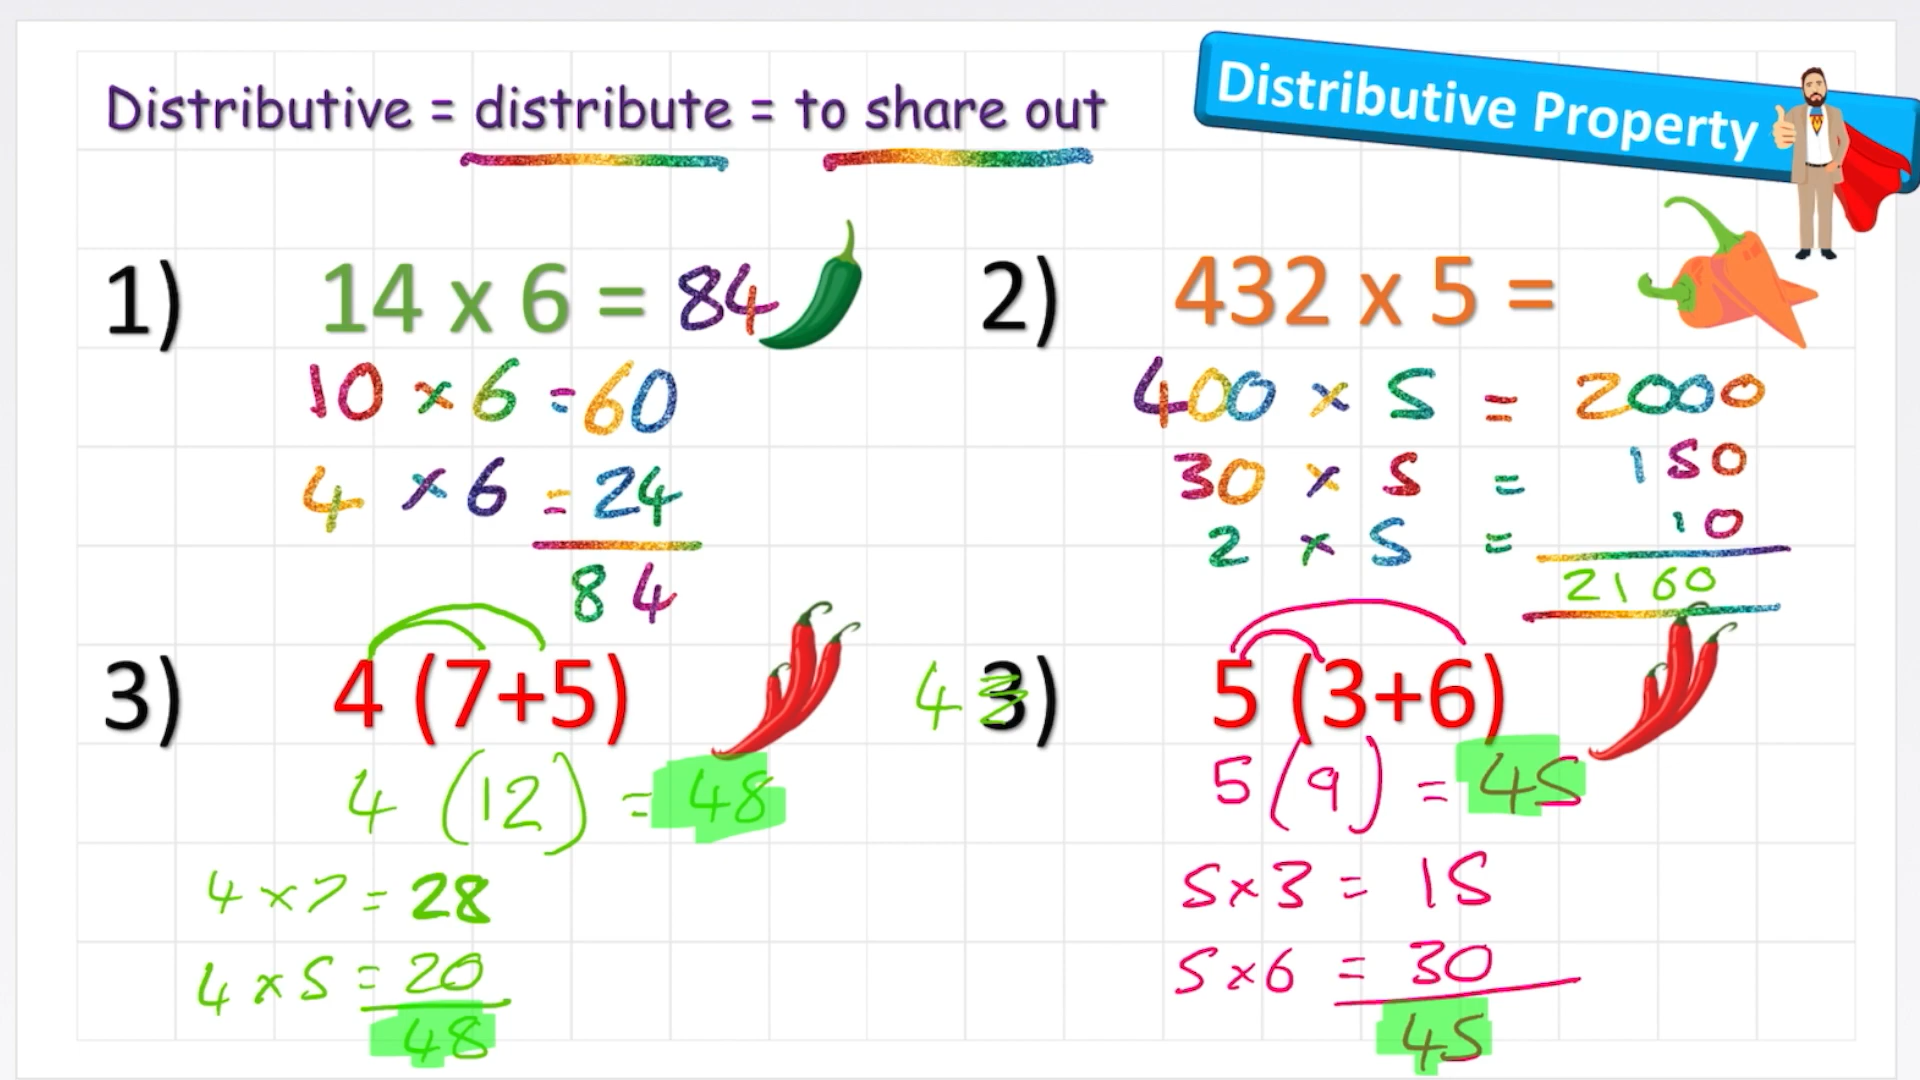 Distributive = distribute = to share out
Distributive Property
1) 14 x 6 = 84
10 x 6 = 60
4 x 6 = 24
84
2) 432 x 5 =
400 x 5 = 2000
30 x 5 = 150
2 x 5 = 10
2160
3) 4 (7+5)
4 (12) = 48
4 x 7 = 28
4 x 5 = 20
48
4 3) 5 (3+6)
5 (9) = 45
5 x 3 = 15
5 x 6 = 30
45